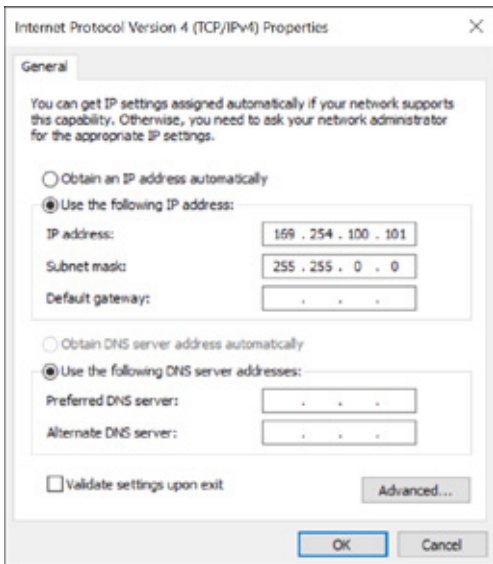 Internet Protocol Version 4 (TCP/IPv4) Properties
General
You can get IP settings assigned automatically if your network supports
this capability. Otherwise, you need to ask your network administrator
for the appropriate IP settings.
Obtain an IP address automatically
Use the following IP address:
IP address: 169 . 254 . 100 . 101
Subnet mask: 255 . 255 . 0 . 0
Default gateway: . . .
Obtain DNS server address automatically
Use the following DNS server addresses:
Preferred DNS server: . . .
Alternate DNS server: . . .
Validate settings upon exit
Advanced...
OK Cancel